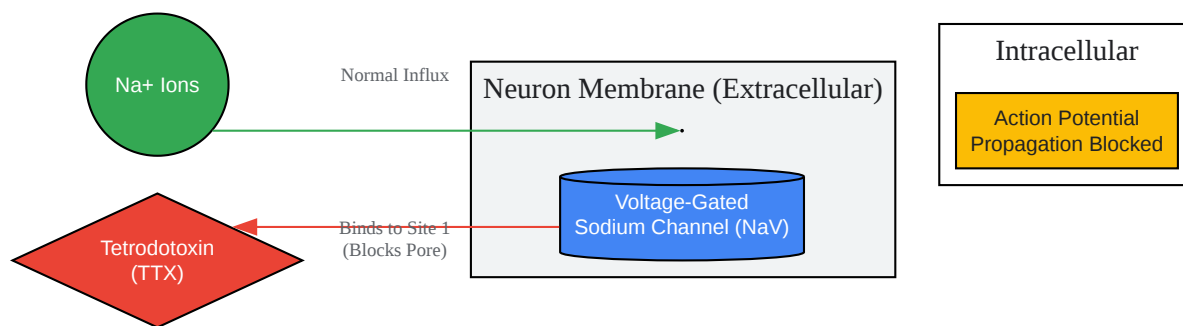 Na+ Ions
Normal Influx
Neuron Membrane (Extracellular)
Voltage-Gated
Sodium Channel (NaV)
Intracellular
Action Potential
Propagation Blocked
Tetrodotoxin
(TTX)
Binds to Site 1
(Blocks Pore)